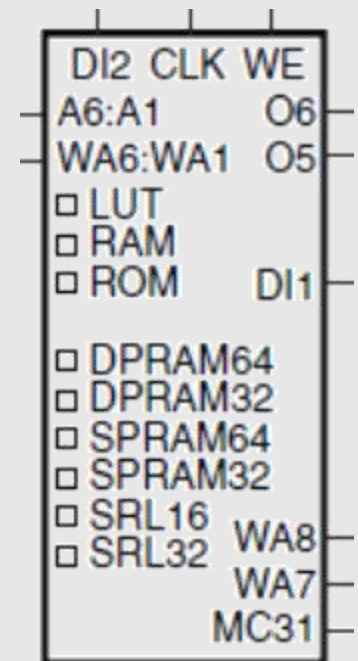 DI2 CLK WE
A6:A1 O6
WA6:WA1 O5
LUT
RAM
ROM DI1
DPRAM64
DPRAM32
SPRAM64
SPRAM32
SRL16
WA8
SRL32
WA7
MC31